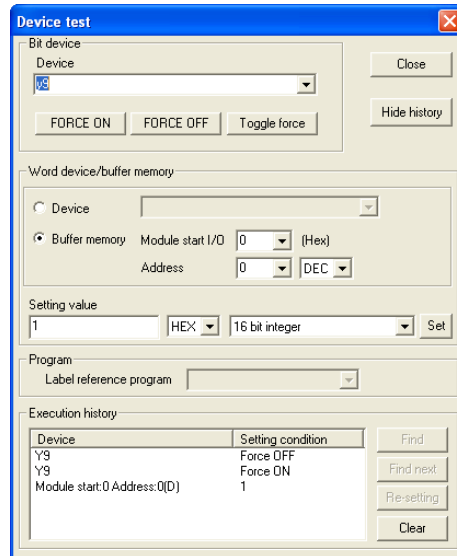 Device test
Bit device
Device
Close
y9
FORCE ON FORCE OFF Toggle force
Hide history
Word device/buffer memory
Device
Buffer memory Module start I/O 0 (Hex)
Address 0 DEC
Setting value
1 HEX 16 bit integer Set
Program
Label reference program
Execution history
Device Setting condition Find
Y9 Force OFF
Y9 Force ON Find next
Module start:0 Address:0(D) 1
Re-setting
Clear